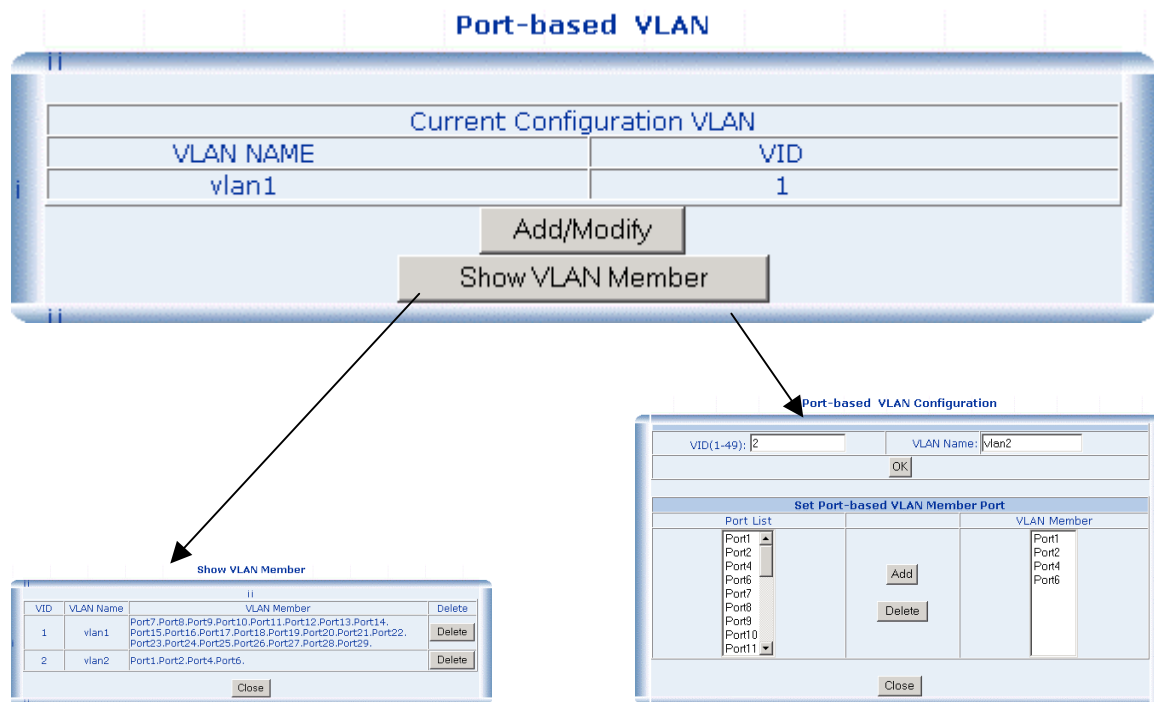 Port-based VLAN
ii
Current Configuration VLAN
VLAN NAME VID
i
vlan1 1
Add/Modify
Show VLAN Member
ii
Port-based VLAN Configuration
VID(1-49): 2 VLAN Name: vlan2
OK
Set Port-based VLAN Member Port
Port List VLAN Member
Port1
Port2
Port4
Port6
Port7
Port8
Port9
Port10
Port11
Add
Delete
Port1
Port2
Port4
Port6
Close
Show VLAN Member
ii
ii
VID VLAN Name VLAN Member Delete
1 vlan1 Port7.Port8.Port9.Port10.Port11.Port12.Port13.Port14.
Port15.Port16.Port17.Port18.Port19.Port20.Port21.Port22.
Port23.Port24.Port25.Port26.Port27.Port28.Port29.
Delete
2 vlan2 Port1.Port2.Port4.Port6. Delete
Close